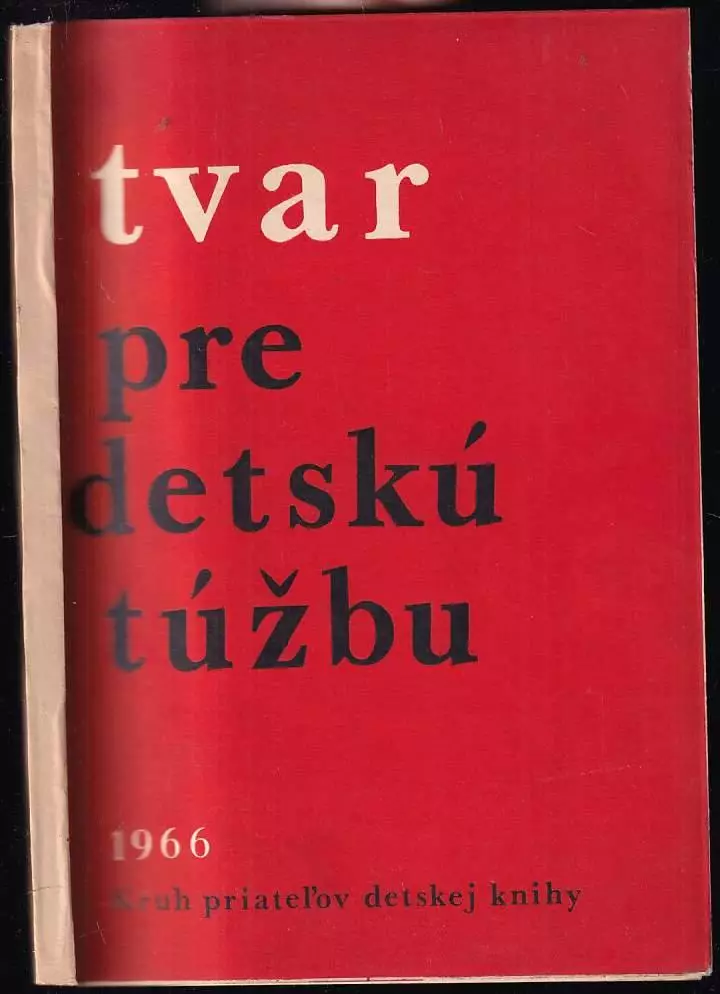 tvar
pre
detskú
túžbu
1966
Kruh priateľov detskej knihy